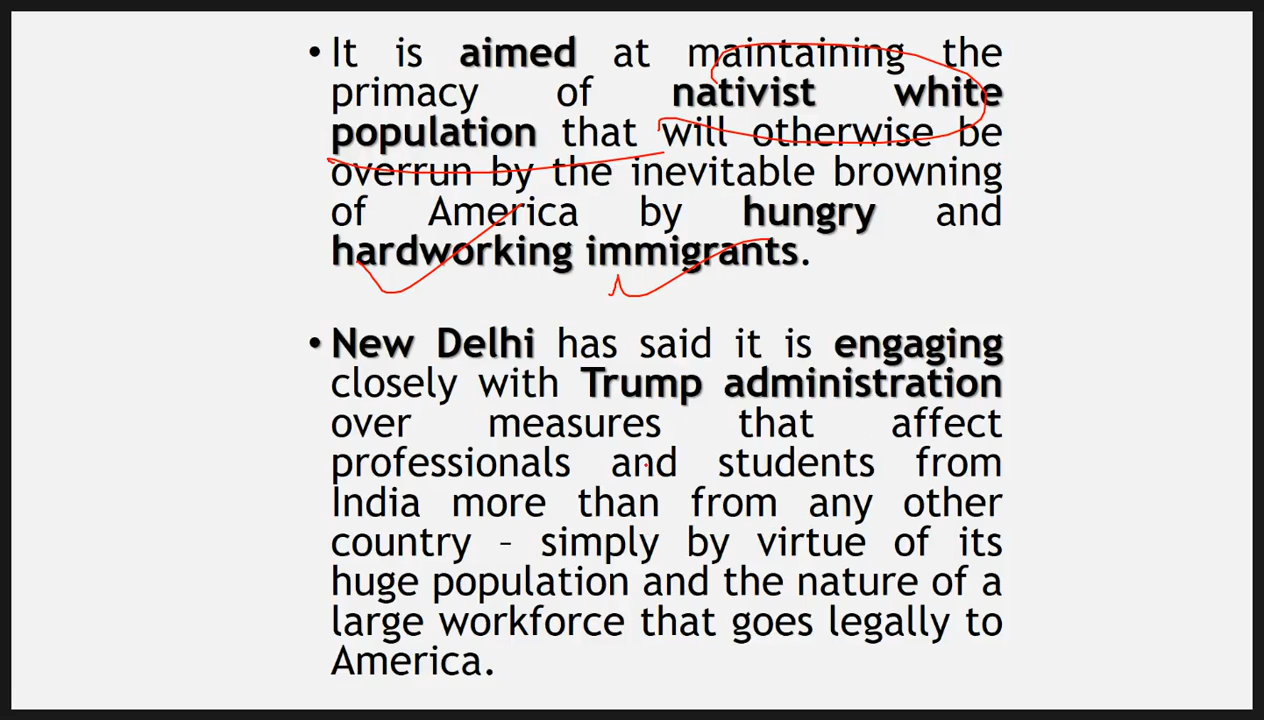 • It is aimed at maintaining the
primacy of nativist white
population that will otherwise be
overrun by the inevitable browning
of America by hungry and
hardworking immigrants.
• New Delhi has said it is engaging
closely with Trump administration
over measures that affect
professionals and students from
India more than from any other
country – simply by virtue of its
huge population and the nature of a
large workforce that goes legally to
America.